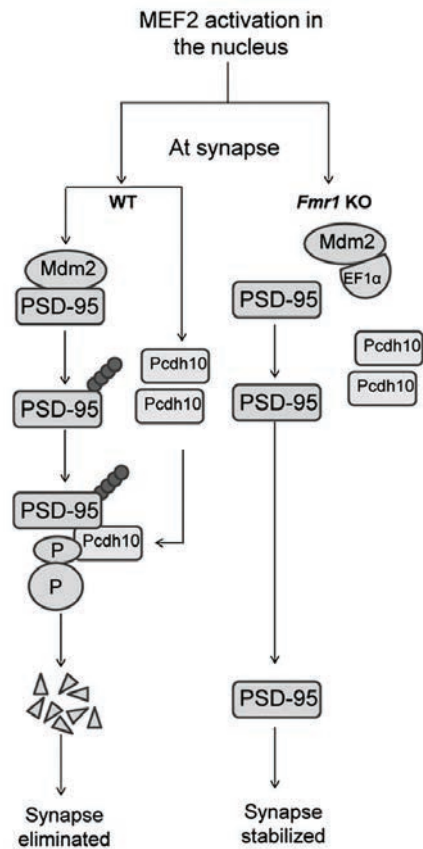 MEF2 activation in
the nucleus
At synapse
WT
Fmr1 KO
Mdm2
PSD-95
PSD-95
Pcdh10
Pcdh10
PSD-95
Pcdh10
P
P
Synapse
eliminated
Mdm2
EF1α
PSD-95
Pcdh10
Pcdh10
PSD-95
PSD-95
Synapse
stabilized